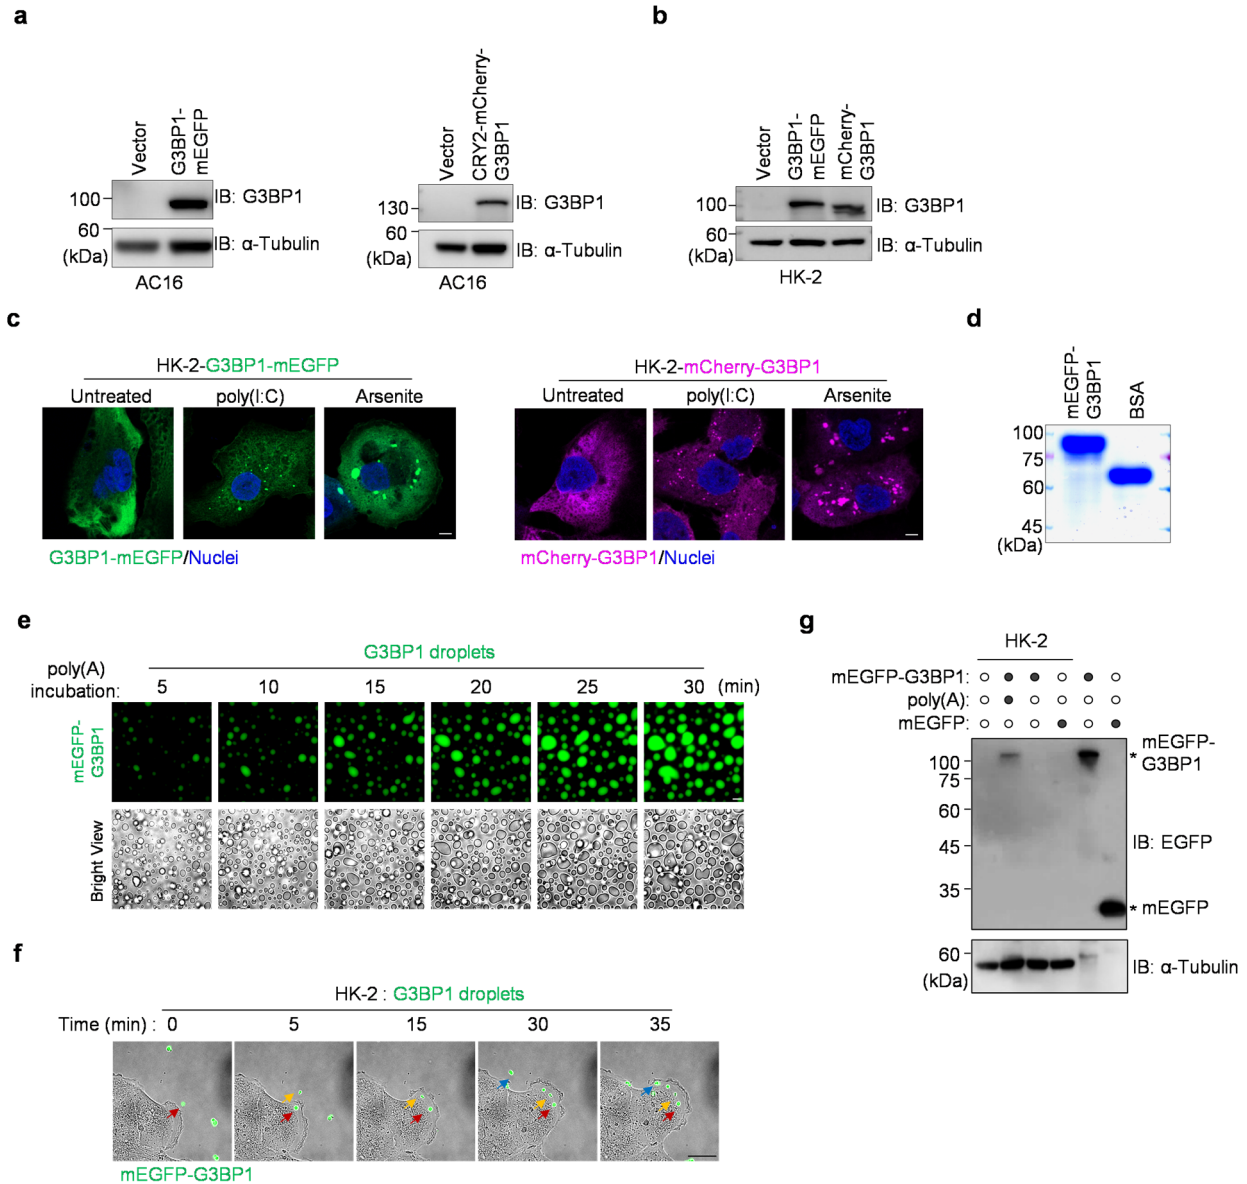 a
Vector
G3BP1-
mEGFP
100
IB: G3BP1
60
(kDa)
IB: α-Tubulin
AC16
Vector
CRY2-mCherry-
G3BP1
130
IB: G3BP1
60
(kDa)
IB: α-Tubulin
AC16
b
Vector
G3BP1-
mEGFP
mCherry-
G3BP1
100
IB: G3BP1
60
(kDa)
IB: α-Tubulin
HK-2
c
HK-2-G3BP1-mEGFP
Untreated poly(I:C) Arsenite
G3BP1-mEGFP/Nuclei
HK-2-mCherry-G3BP1
Untreated poly(I:C) Arsenite
mCherry-G3BP1/Nuclei
d
mEGFP-
G3BP1
BSA
100
75
60
45
(kDa)
e
G3BP1 droplets
poly(A)
incubation: 5 10 15 20 25 30 (min)
mEGFP-
G3BP1
Bright View
f
HK-2 : G3BP1 droplets
Time (min) : 0 5 15 30 35
mEGFP-G3BP1
g
HK-2
mEGFP-G3BP1:
poly(A):
mEGFP:
100
75
60
45
35
* mEGFP-
G3BP1
IB: EGFP
* mEGFP
60
(kDa)
IB: α-Tubulin